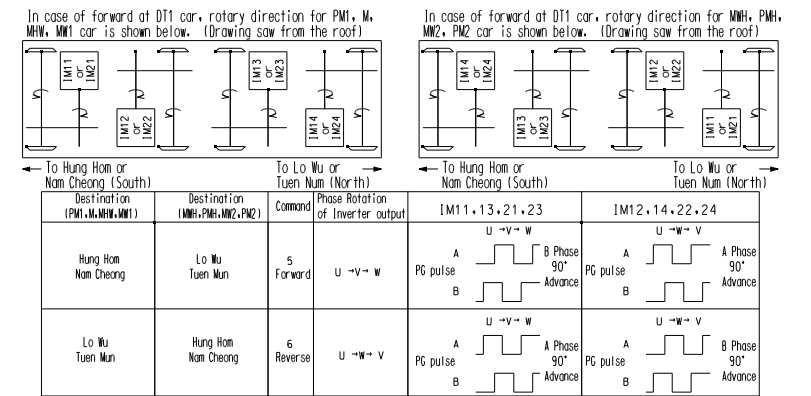 In case of forward at DT1 car, rotary direction for PM1, M,
MHW, MW1 car is shown below. (Drawing saw from the roof)
In case of forward at DT1 car, rotary direction for MWH, PMH,
MW2, PM2 car is shown below. (Drawing saw from the roof)
IM11
or
IM21
IM12
or
IM22
IM13
or
IM23
IM14
or
IM24
IM14
or
IM24
IM13
or
IM23
IM12
or
IM22
IM11
or
IM21
← To Hung Hom or
Nam Cheong (South)
To Lo Wu or →
Tuen Num (North)
← To Hung Hom or
Nam Cheong (South)
To Lo Wu or →
Tuen Num (North)
Destination
(PM1,M,MHW,MW1)
Destination
(MWH,PMH,MW2,PM2)
Command
Phase Rotation
of Inverter output
IM11,13,21,23
IM12,14,22,24
Hung Hom
Nam Cheong
Lo Wu
Tuen Mun
5
Forward
U →V→ W
U →V→ W
A
PG pulse
B
B Phase
90°
Advance
U →W→ V
A
PG pulse
B
A Phase
90°
Advance
Lo Wu
Tuen Mun
Hung Hom
Nam Cheong
6
Reverse
U →W→ V
U →V→ W
A
PG pulse
B
A Phase
90°
Advance
U →W→ V
A
PG pulse
B
B Phase
90°
Advance